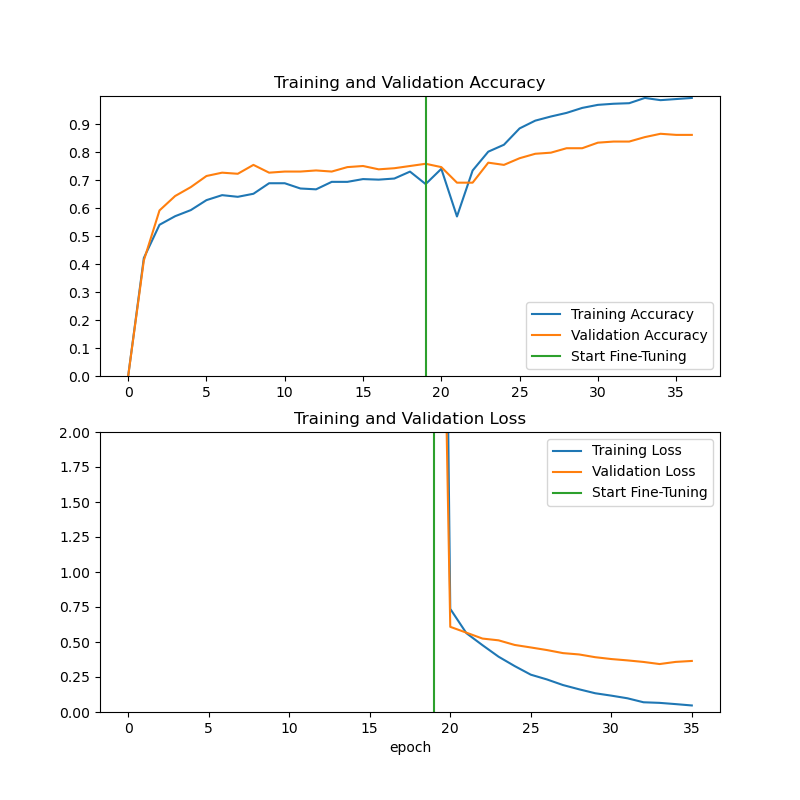 Training and Validation Accuracy
0.9
0.8
0.7
0.6
0.5
0.4
0.3
0.2
0.1
0.0
Training Accuracy
Validation Accuracy
Start Fine-Tuning
0 5 10 15 20 25 30 35
Training and Validation Loss
2.00
1.75
1.50
1.25
1.00
0.75
0.50
0.25
0.00
Training Loss
Validation Loss
Start Fine-Tuning
0 5 10 15 20 25 30 35
epoch